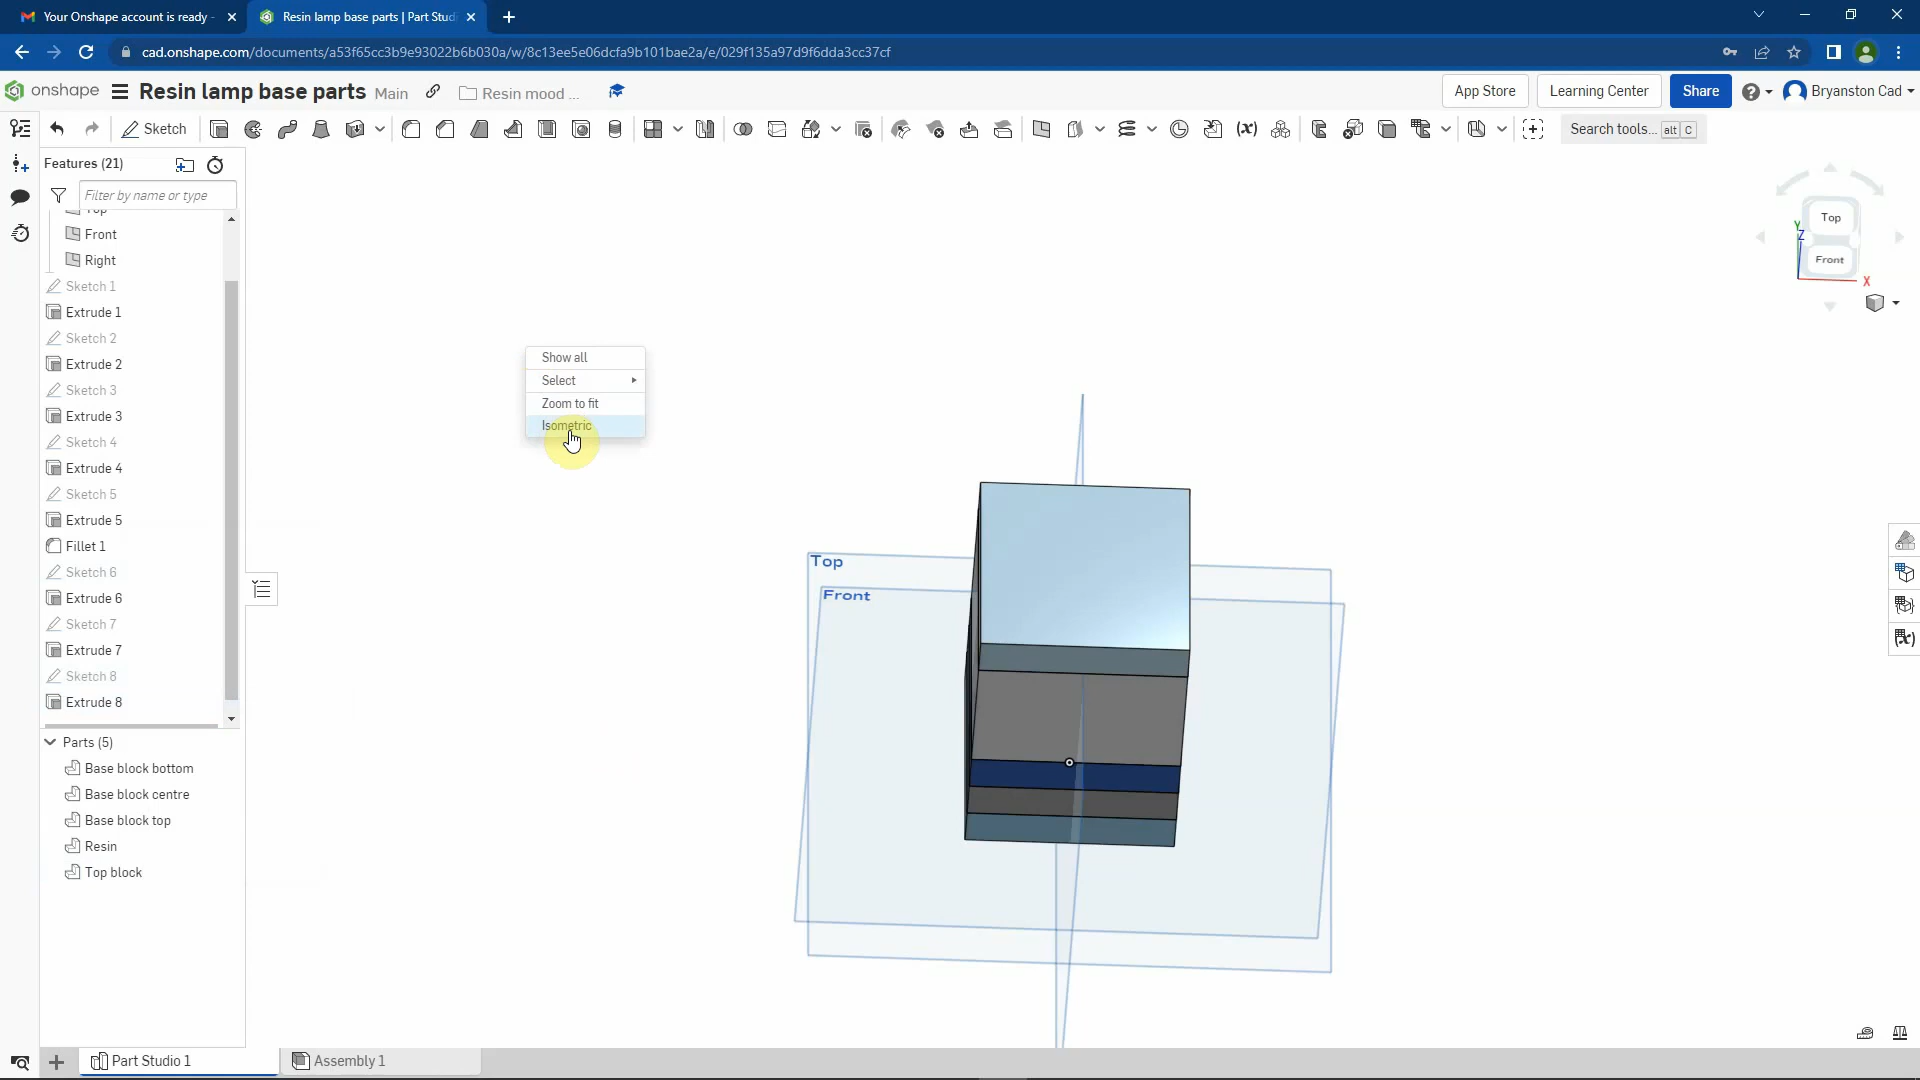 Your Onshape account is ready -
Resin lamp base parts | Part Studi
cad.onshape.com/documents/a53f65cc3b9e93022b6b030a/w/8c13ee5e06dcfa9b101bae2a/e/029f135a97d9f6dda3cc37cf
onshape Resin lamp base parts Main Resin mood ... App Store Learning Center Share Bryanston Cad
Sketch Search tools... alt C
Features (21)
Filter by name or type
Top
Front
Right
Sketch 1
Extrude 1
Sketch 2
Extrude 2
Sketch 3
Extrude 3
Sketch 4
Extrude 4
Sketch 5
Extrude 5
Fillet 1
Sketch 6
Extrude 6
Sketch 7
Extrude 7
Sketch 8
Extrude 8
Parts (5)
Base block bottom
Base block centre
Base block top
Resin
Top block
Show all
Select
Zoom to fit
Isometric
Top
Front
Top
Front
Y
Z
X
Part Studio 1
Assembly 1